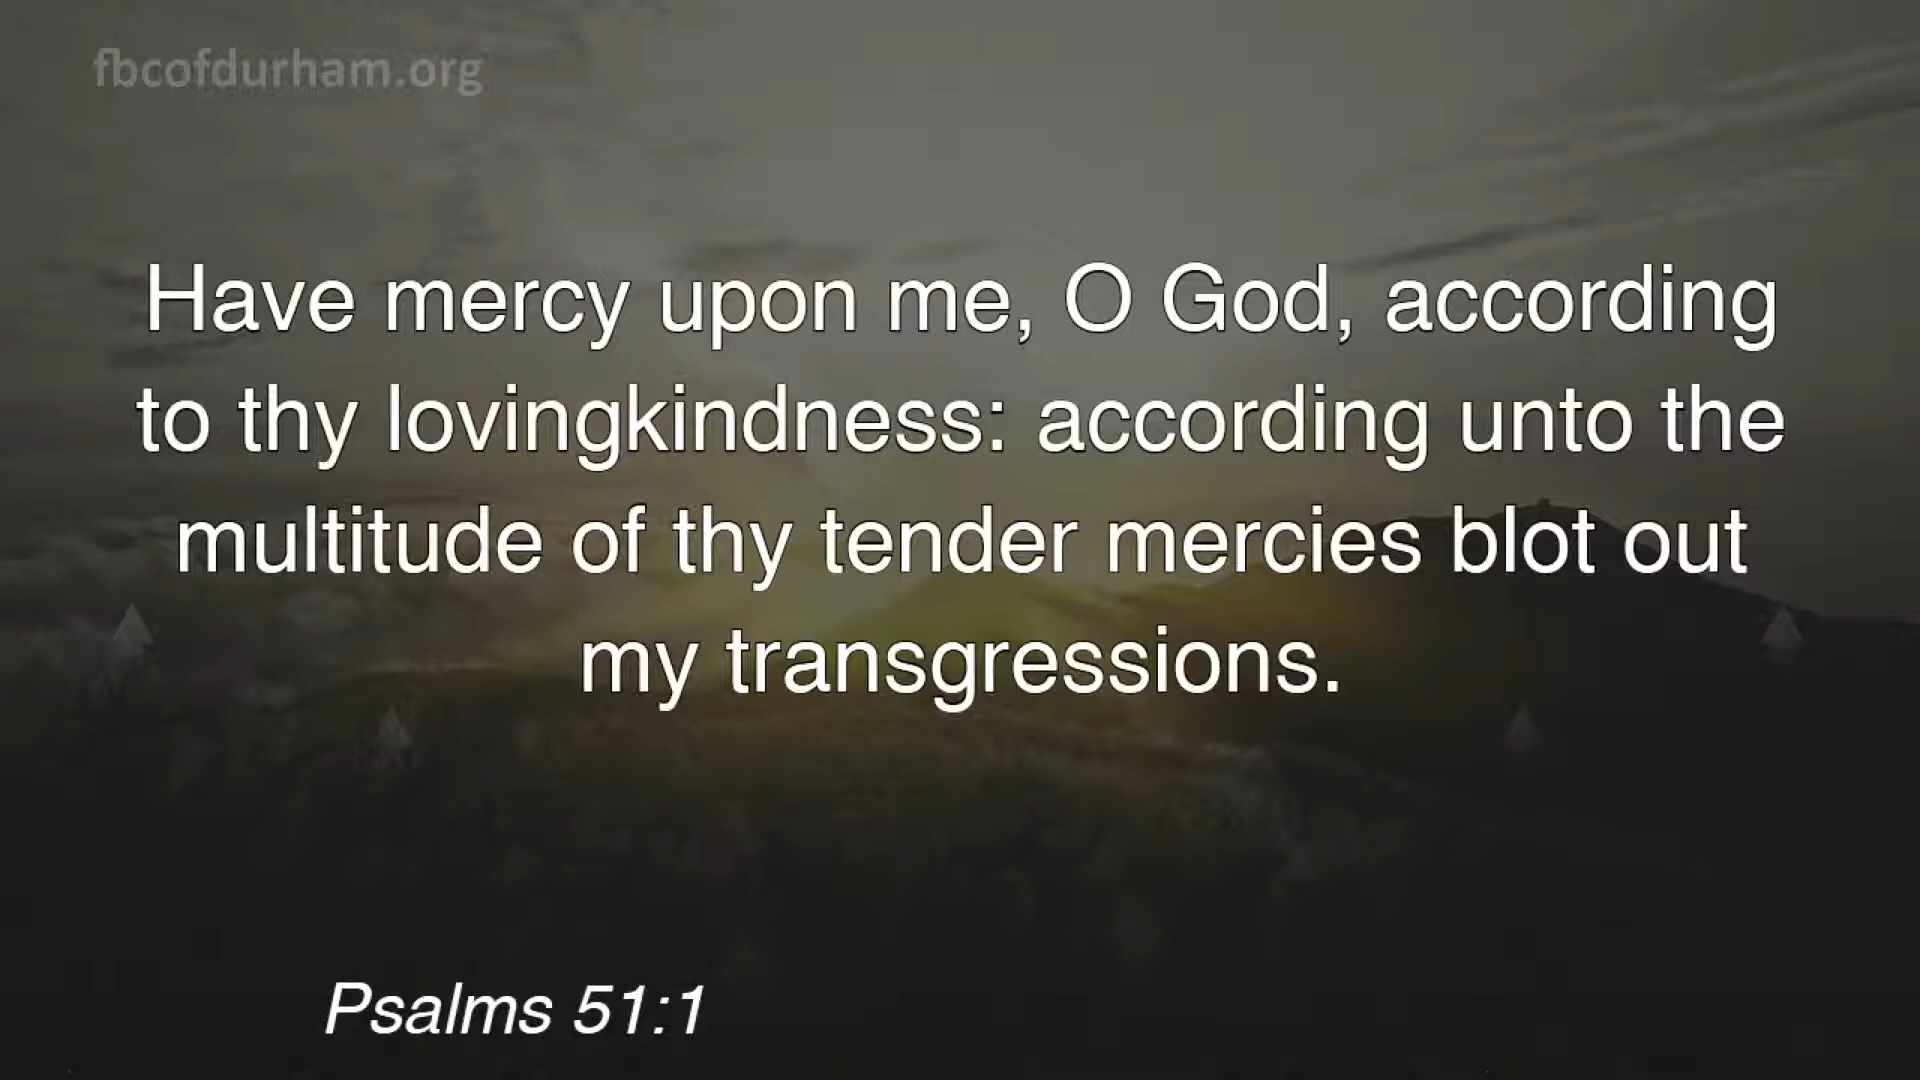 fbcofdurham.org
Have mercy upon me, O God, according
to thy lovingkindness: according unto the
multitude of thy tender mercies blot out
my transgressions.
Psalms 51:1